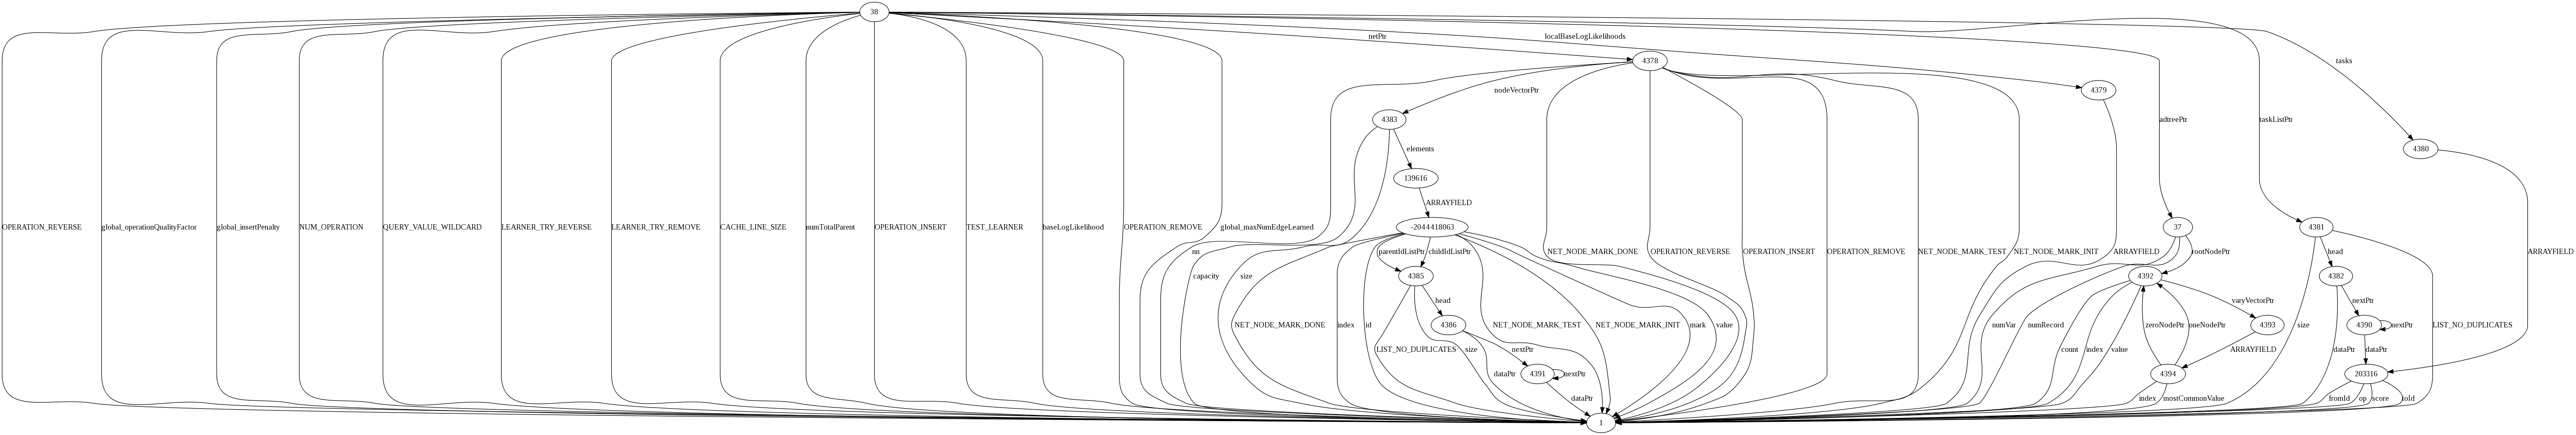 38
netPtr
localBaseLogLikelihoods
tasks
4378
nodeVectorPtr
4379
4383
adtreePtr
taskListPtr
elements
4380
139616
ARRAYFIELD
OPERATION_REVERSE
global_operationQualityFactor
global_insertPenalty
NUM_OPERATION
QUERY_VALUE_WILDCARD
LEARNER_TRY_REVERSE
LEARNER_TRY_REMOVE
CACHE_LINE_SIZE
numTotalParent
OPERATION_INSERT
TEST_LEARNER
baseLogLikelihood
OPERATION_REMOVE
global_maxNumEdgeLearned
-2044418063
37
4381
parentIdListPtr
childIdListPtr
NET_NODE_MARK_DONE
OPERATION_REVERSE
OPERATION_INSERT
OPERATION_REMOVE
NET_NODE_MARK_TEST
NET_NODE_MARK_INIT
ARRAYFIELD
rootNodePtr
head
ARRAYFIELD
nn
capacity
size
4385
4392
4382
head
varyVectorPtr
nextPtr
NET_NODE_MARK_DONE
index
id
4386
NET_NODE_MARK_TEST
NET_NODE_MARK_INIT
mark
value
numVar
numRecord
zeroNodePtr
oneNodePtr
4393
size
4390
nextPtr
LIST_NO_DUPLICATES
LIST_NO_DUPLICATES
size
nextPtr
count
index
value
ARRAYFIELD
dataPtr
dataPtr
dataPtr
4391
nextPtr
4394
203316
dataPtr
index
mostCommonValue
fromId
op
score
toId
1